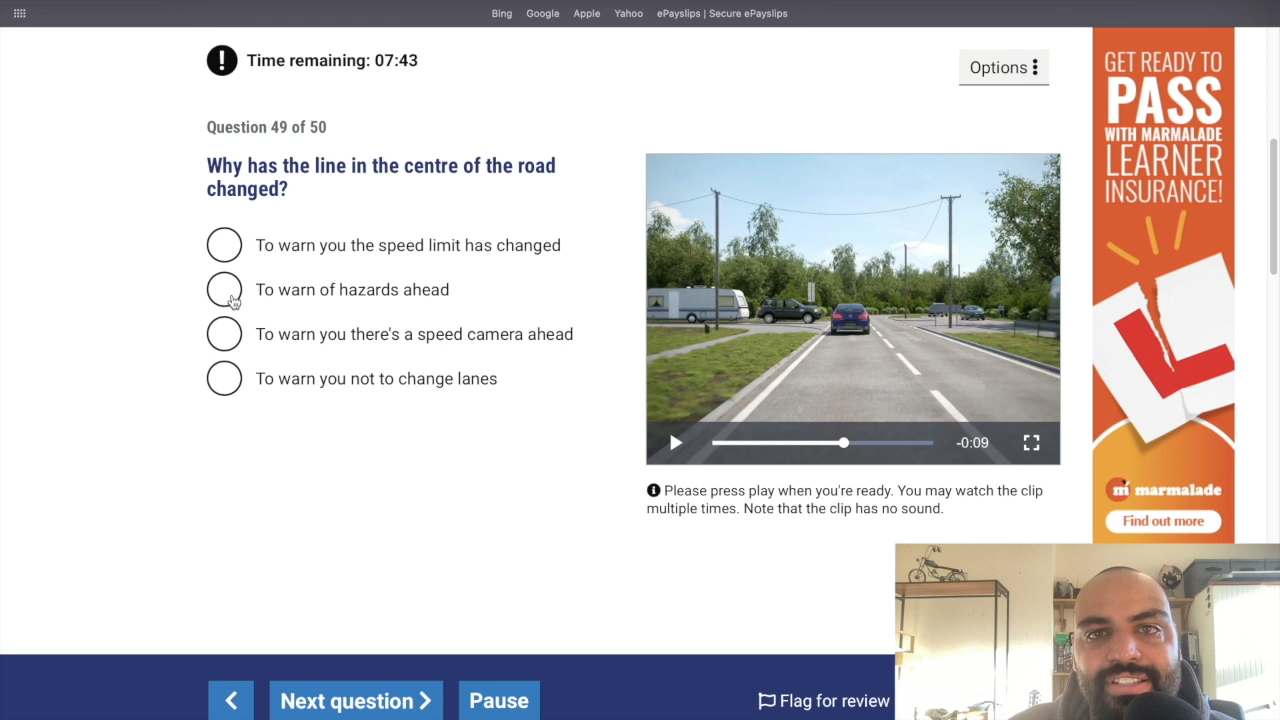 Bing Google Apple Yahoo ePayslips | Secure ePayslips
Time remaining: 07:43
Options
Question 49 of 50
Why has the line in the centre of the road
changed?
To warn you the speed limit has changed
To warn of hazards ahead
To warn you there's a speed camera ahead
To warn you not to change lanes
-0:09
Please press play when you're ready. You may watch the clip
multiple times. Note that the clip has no sound.
GET READY TO
PASS
WITH MARMALADE
LEARNER
INSURANCE!
marmalade
Find out more
Next question
Pause
Flag for review